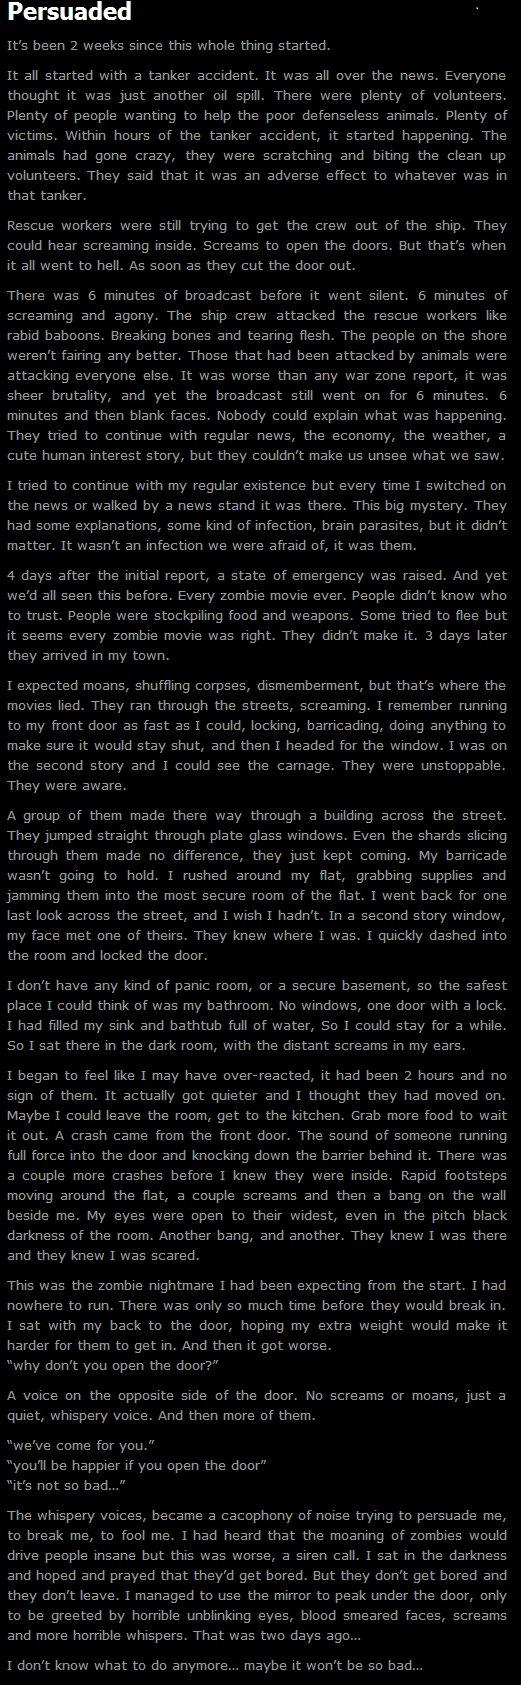 Persuaded
It's been 2 weeks since this whole thing started.
It all started with a tanker accident. It was all over the news. Everyone
thought it was just another oil spill. There were plenty of volunteers.
Plenty of people wanting to help the poor defenseless animals. Plenty of
victims. Within hours of the tanker accident, it started happening. The
animals had gone crazy, they were scratching and biting the clean up
volunteers. They said that it was an adverse effect to whatever was in
that tanker.
Rescue workers were still trying to get the crew out of the ship. They
could hear screaming inside. Screams to open the doors. But that's when
it all went to hell. As soon as they cut the door out.
There was 6 minutes of broadcast before it went silent. 6 minutes of
screaming and agony. The ship crew attacked the rescue workers like
rabid baboons. Breaking bones and tearing flesh. The people on the shore
weren't fairing any better. Those that had been attacked by animals were
attacking everyone else. It was worse than any war zone report, it was
sheer brutality, and yet the broadcast still went on for 6 minutes. 6
minutes and then blank faces. Nobody could explain what was happening.
They tried to continue with regular news, the economy, the weather, a
cute human interest story, but they couldn't make us unsee what we saw.
I tried to continue with my regular existence but every time I switched on
the news or walked by a news stand it was there. This big mystery. They
had some explanations, some kind of infection, brain parasites, but it didn't
matter. It wasn't an infection we were afraid of, it was them.
4 days after the initial report, a state of emergency was raised. And yet
we'd all seen this before. Every zombie movie ever. People didn't know who
to trust. People were stockpiling food and weapons. Some tried to flee but
it seems every zombie movie was right. They didn't make it. 3 days later
they arrived in my town.
I expected moans, shuffling corpses, dismemberment, but that's where the
movies lied. They ran through the streets, screaming. I remember running
to my front door as fast as I could, locking, barricading, doing anything to
make sure it would stay shut, and then I headed for the window. I was on
the second story and I could see the carnage. They were unstoppable.
They were aware.
A group of them made there way through a building across the street.
They jumped straight through plate glass windows. Even the shards slicing
through them made no difference, they just kept coming. My barricade
wasn't going to hold. I rushed around my flat, grabbing supplies and
jamming them into the most secure room of the flat. I went back for one
last look across the street, and I wish I hadn't. In a second story window,
my face met one of theirs. They knew where I was. I quickly dashed into
the room and locked the door.
I don't have any kind of panic room, or a secure basement, so the safest
place I could think of was my bathroom. No windows, one door with a lock.
I had filled my sink and bathtub full of water, So I could stay for a while.
So I sat there in the dark room, with the distant screams in my ears.
I began to feel like I may have over-reacted, it had been 2 hours and no
sign of them. It actually got quieter and I thought they had moved on.
Maybe I could leave the room, get to the kitchen. Grab more food to wait
it out. A crash came from the front door. The sound of someone running
full force into the door and knocking down the barrier behind it. There was
a couple more crashes before I knew they were inside. Rapid footsteps
moving around the flat, a couple screams and then a bang on the wall
beside me. My eyes were open to their widest, even in the pitch black
darkness of the room. Another bang, and another. They knew I was there
and they knew I was scared.
This was the zombie nightmare I had been expecting from the start. I had
nowhere to run. There was only so much time before they would break in.
I sat with my back to the door, hoping my extra weight would make it
harder for them to get in. And then it got worse.
“why don't you open the door?”
A voice on the opposite side of the door. No screams or moans, just a
quiet, whispery voice. And then more of them.
“we've come for you.”
“you'll be happier if you open the door”
“it's not so bad…”
The whispery voices, became a cacophony of noise trying to persuade me,
to break me, to fool me. I had heard that the moaning of zombies would
drive people insane but this was worse, a siren call. I sat in the darkness
and hoped and prayed that they'd get bored. But they don't get bored and
they don't leave. I managed to use the mirror to peak under the door, only
to be greeted by horrible unblinking eyes, blood smeared faces, screams
and more horrible whispers. That was two days ago…
I don't know what to do anymore… maybe it won't be so bad…